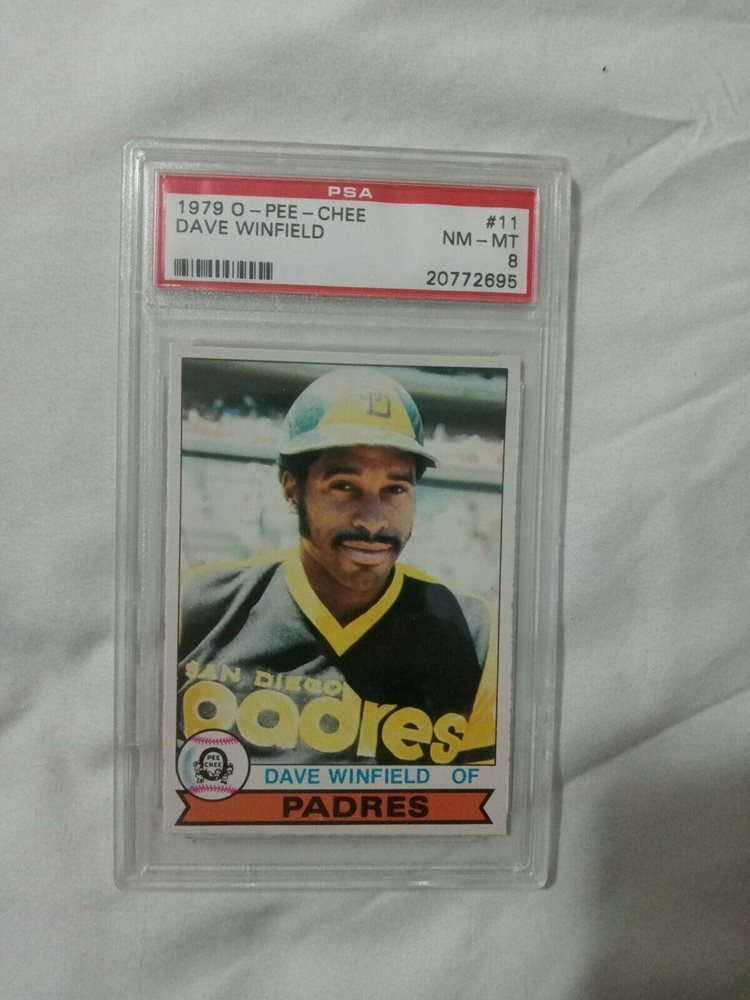 PSA
1979 O-PEE-CHEE #11
DAVE WINFIELD NM-MT
8
20772695
SAN DIEGO
padres
PEE
CHEE
DAVE WINFIELD OF
PADRES